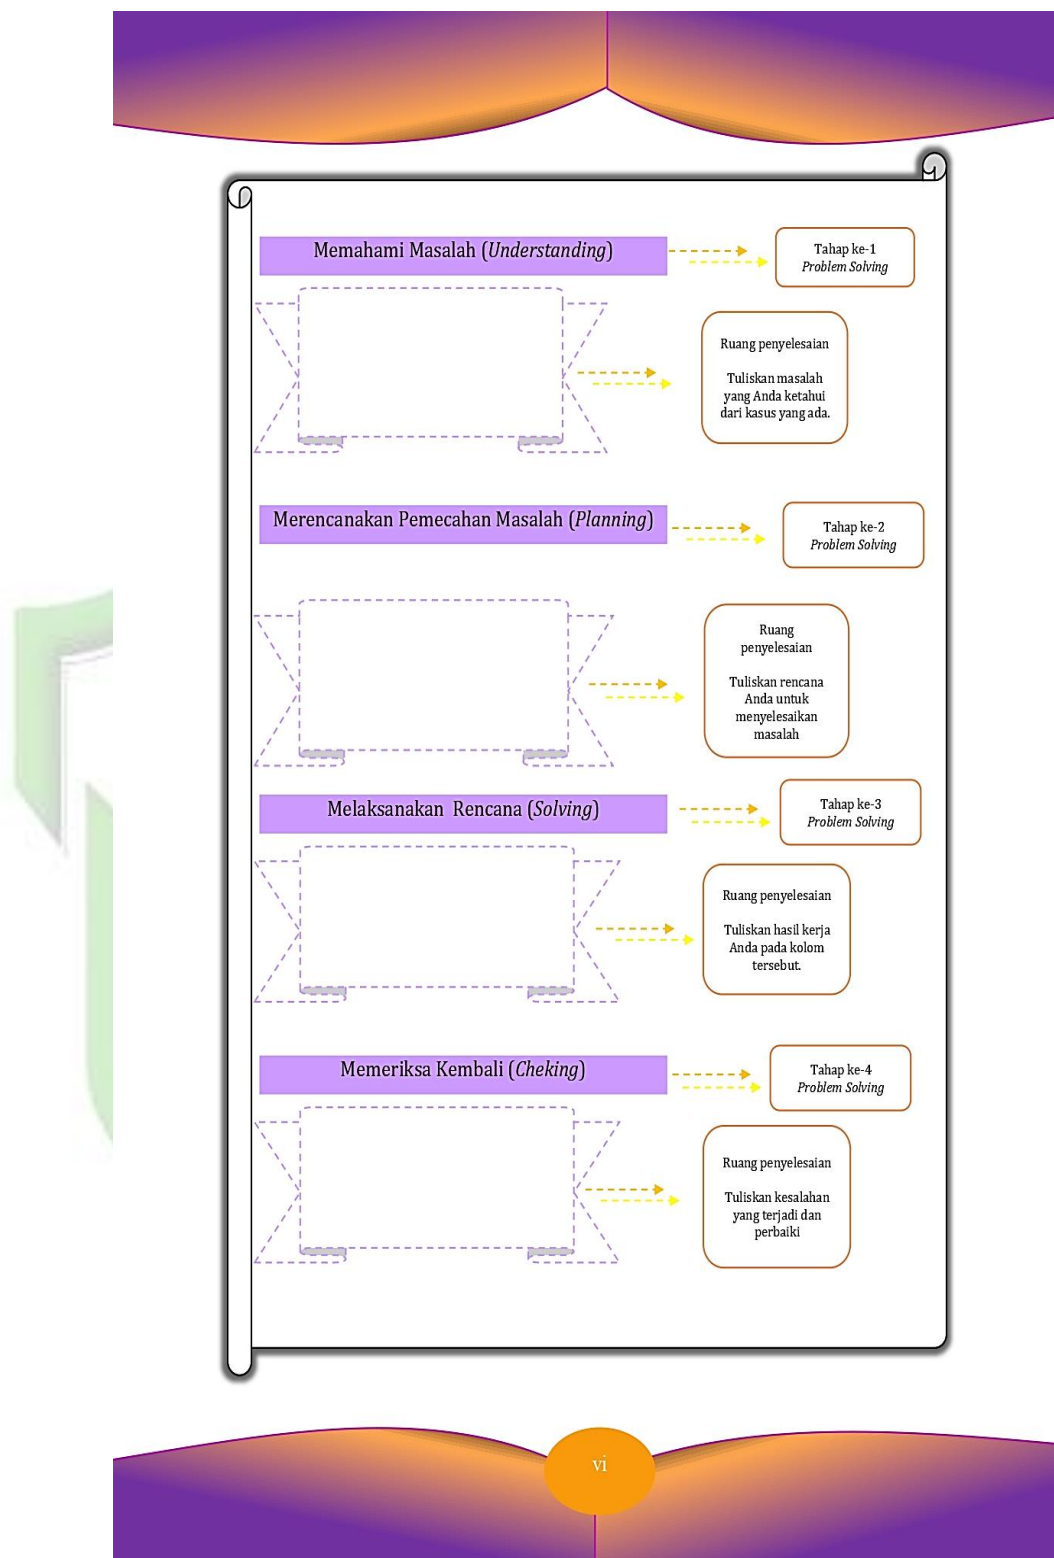 Memahami Masalah (Understanding)
Tahap ke-1
Problem Solving
Ruang penyelesaian
Tuliskan masalah
yang Anda ketahui
dari kasus yang ada.
Merencanakan Pemecahan Masalah (Planning)
Tahap ke-2
Problem Solving
Ruang
penyelesaian
Tuliskan rencana
Anda untuk
menyelesaikan
masalah
Melaksanakan Rencana (Solving)
Tahap ke-3
Problem Solving
Ruang penyelesaian
Tuliskan hasil kerja
Anda pada kolom
tersebut.
Memeriksa Kembali (Cheking)
Tahap ke-4
Problem Solving
Ruang penyelesaian
Tuliskan kesalahan
yang terjadi dan
perbaiki
vi